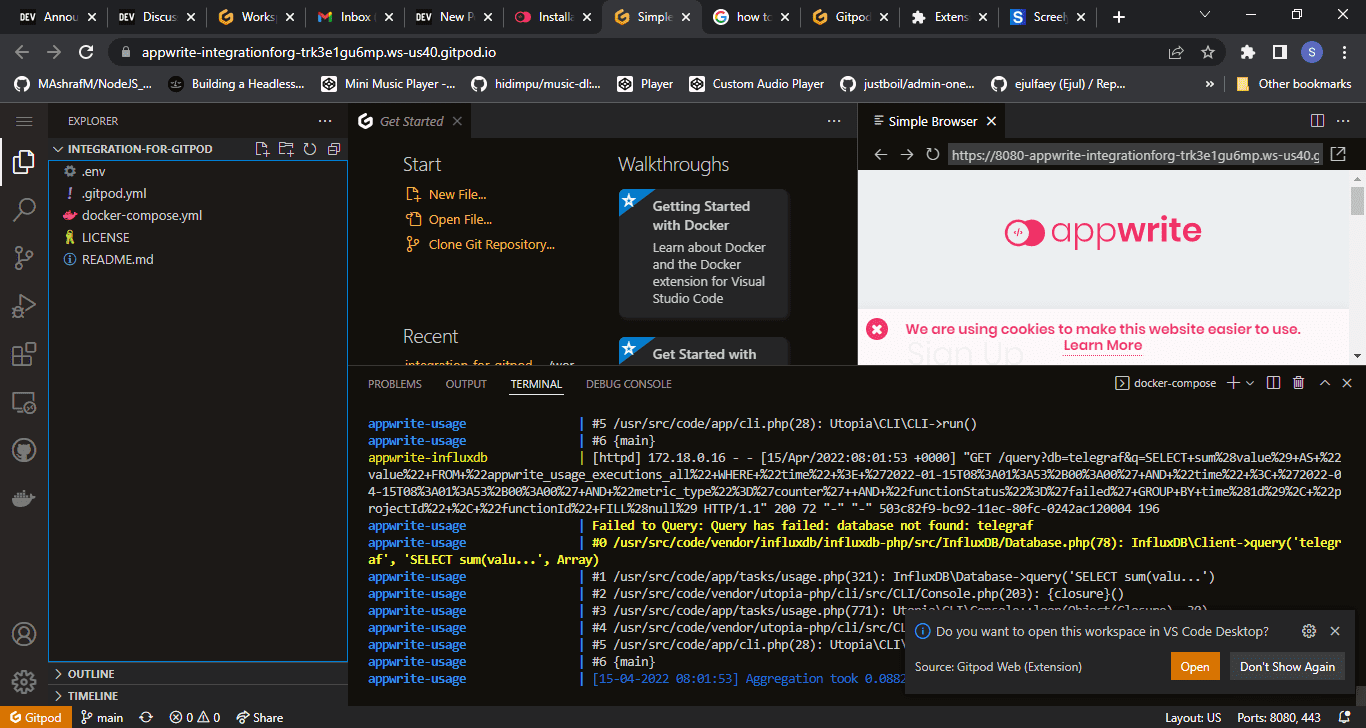 DEV Annou
DEV Discus
Works
Inbox (
DEV New P
Installa
Simple
how to
Gitpod
Extens
S Screely
appwrite-integrationforg-trk3e1gu6mp.ws-us40.gitpod.io
S
MAshrafM/NodeJS_...
Building a Headless...
Mini Music Player -...
hidimpu/music-dl:...
Player
Custom Audio Player
justboil/admin-one...
ejulfaey (Ejul) / Rep...
»
Other bookmarks
EXPLORER
INTEGRATION-FOR-GITPOD
.env
.gitpod.yml
docker-compose.yml
LICENSE
README.md
OUTLINE
TIMELINE
Get Started
Start
New File...
Open File...
Clone Git Repository...
Recent
integration-for-gitpod
Walkthroughs
Getting Started
with Docker
Learn about Docker
and the Docker
extension for Visual
Studio Code
Get Started with
Simple Browser
https://8080-appwrite-integrationforg-trk3e1gu6mp.ws-us40.g
appwrite
We are using cookies to make this website easier to use.
Learn More
Sign Up
PROBLEMS OUTPUT TERMINAL DEBUG CONSOLE
docker-compose
appwrite-usage | #5 /usr/src/code/app/cli.php(28): Utopia\CLI\CLI->run()
appwrite-usage | #6 {main}
appwrite-influxdb | [httpd] 172.18.0.16 - - [15/Apr/2022:08:01:53 +0000] "GET /query?db=telegraf&q=SELECT+sum%28value%29+AS+%22
value%22+FROM+%22appwrite_usage_executions_all%22+WHERE+%22time%22+%3E+%272022-01-15T08%3A01%3A53%2B00%3A00%27+AND+%22time%22+%3C+%272022-0
4-15T08%3A01%3A53%2B00%3A00%27+AND+%22metric_type%22%3D%27counter%27++AND+%22functionStatus%22%3D%27failed%27+GROUP+BY+time%281d%29%2C+%22p
rojectId%22+%2C+%22functionId%22+FILL%28null%29 HTTP/1.1" 200 72 "-" "-" 503c82f9-bc92-11ec-80fc-0242ac120004 196
appwrite-usage | Failed to Query: Query has failed: database not found: telegraf
appwrite-usage | #0 /usr/src/code/vendor/influxdb/influxdb-php/src/InfluxDB/Database.php(78): InfluxDB\Client->query('telegr
af', 'SELECT sum(valu...', Array)
appwrite-usage | #1 /usr/src/code/app/tasks/usage.php(321): InfluxDB\Database->query('SELECT sum(valu...')
appwrite-usage | #2 /usr/src/code/vendor/utopia-php/cli/src/CLI/Console.php(203): {closure}()
appwrite-usage | #3 /usr/src/code/app/tasks/usage.php(771): Utopia\CLI\Console::loop(Object(Closure), 30)
appwrite-usage | #4 /usr/src/code/vendor/utopia-php/cli/src/CL
appwrite-usage | #5 /usr/src/code/app/cli.php(28): Utopia\CLI\
appwrite-usage | #6 {main}
appwrite-usage | [15-04-2022 08:01:53] Aggregation took 0.0882
Do you want to open this workspace in VS Code Desktop?
Source: Gitpod Web (Extension)
Open
Don't Show Again
Gitpod
main
0 0
Share
Layout: US
Ports: 8080, 443